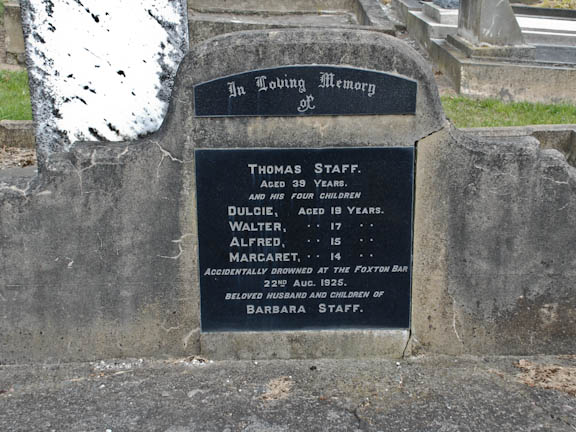 In Loving Memory
of
THOMAS STAFF.
AGED 39 YEARS.
AND HIS FOUR CHILDREN
DULCIE, AGED 19 YEARS.
WALTER, ·· 17 ··
ALFRED, ·· 15 ··
MARGARET, ·· 14 ··
ACCIDENTALLY DROWNED AT THE FOXTON BAR
22ND AUG. 1925.
BELOVED HUSBAND AND CHILDREN OF
BARBARA STAFF.